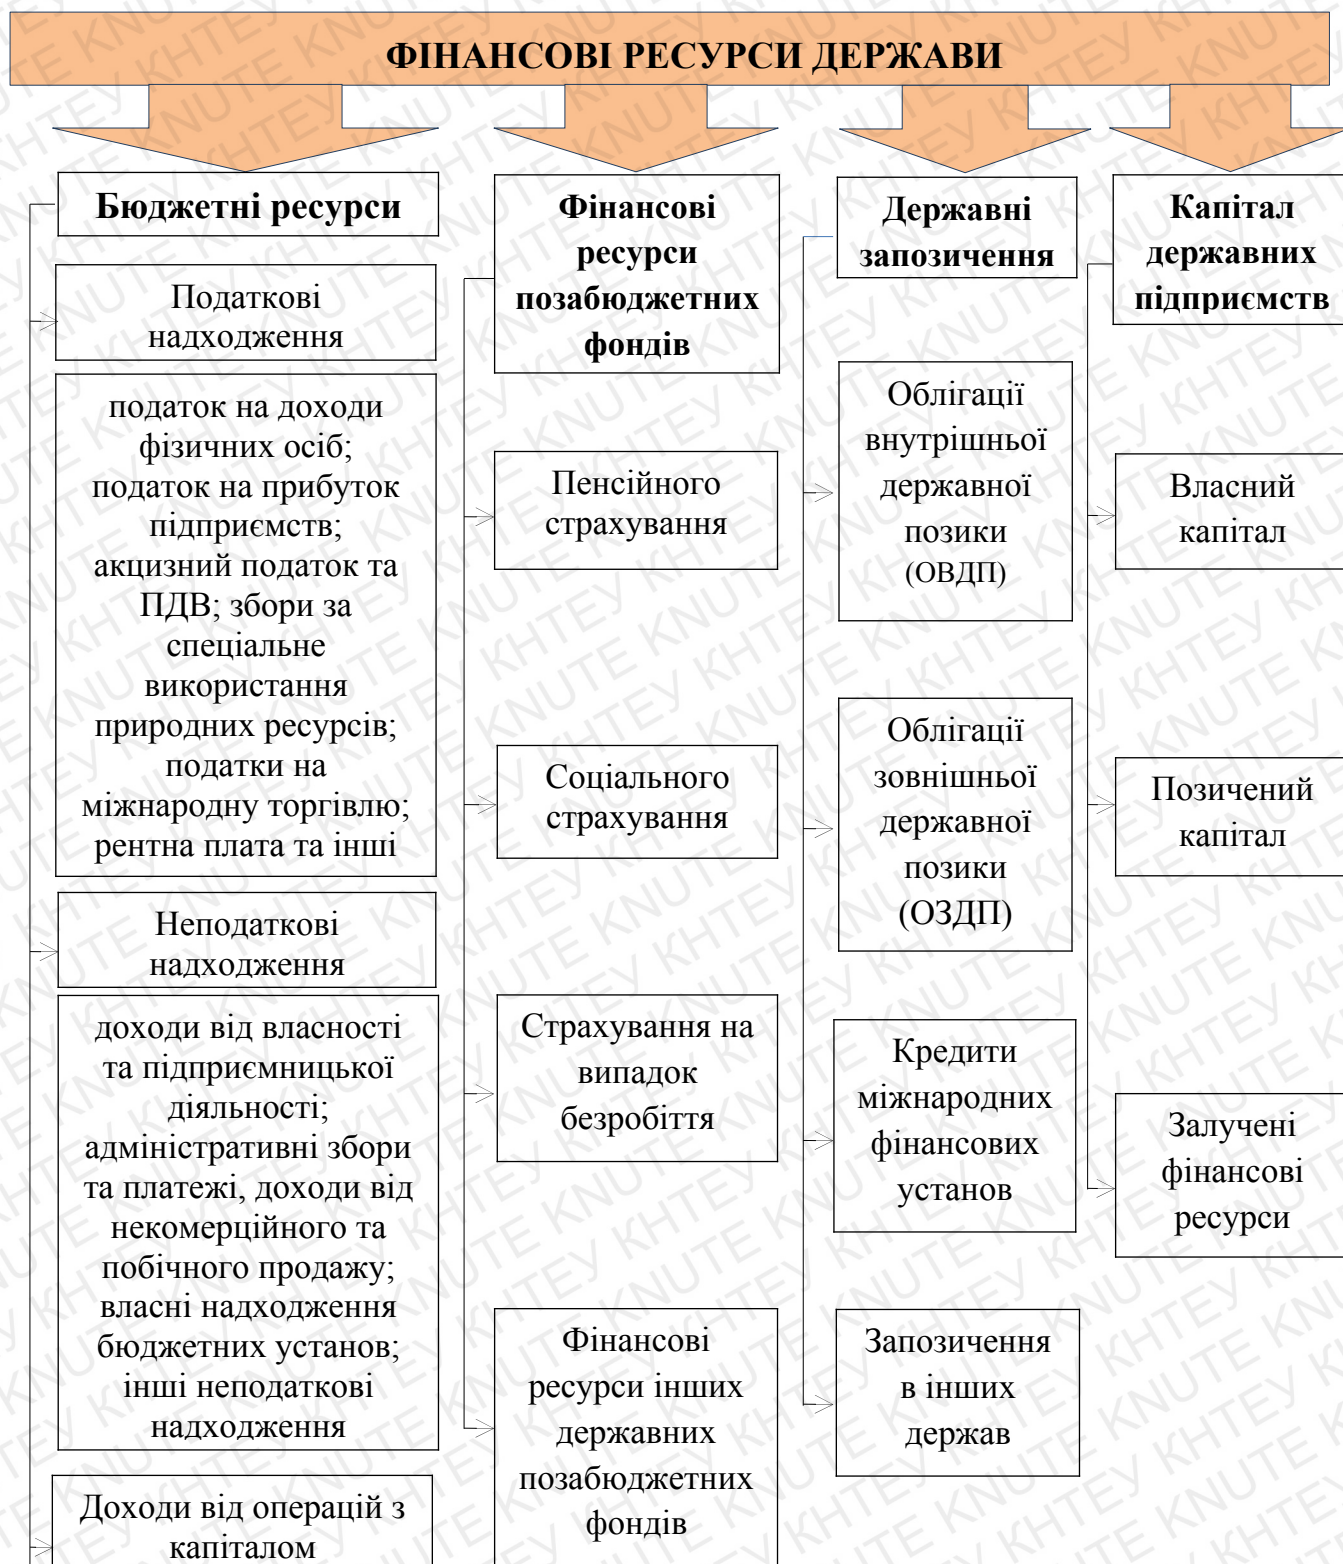 ФІНАНСОВІ РЕСУРСИ ДЕРЖАВИ
Бюджетні ресурси
Податкові
надходження
податок на доходи
фізичних осіб;
податок на прибуток
підприємств;
акцизний податок та
ПДВ; збори за
спеціальне
використання
природних ресурсів;
податки на
міжнародну торгівлю;
рентна плата та інші
Неподаткові
надходження
доходи від власності
та підприємницької
діяльності;
адміністративні збори
та платежі, доходи від
некомерційного та
побічного продажу;
власні надходження
бюджетних установ;
інші неподаткові
надходження
Доходи від операцій з
капіталом
Фінансові
ресурси
позабюджетних
фондів
Пенсійного
страхування
Соціального
страхування
Страхування на
випадок
безробіття
Фінансові
ресурси інших
державних
позабюджетних
фондів
Державні
запозичення
Облігації
внутрішньої
державної
позики
(ОВДП)
Облігації
зовнішньої
державної
позики
(ОЗДП)
Кредити
міжнародних
фінансових
установ
Запозичення
в інших
держав
Капітал
державних
підприємств
Власний
капітал
Позичений
капітал
Залучені
фінансові
ресурси